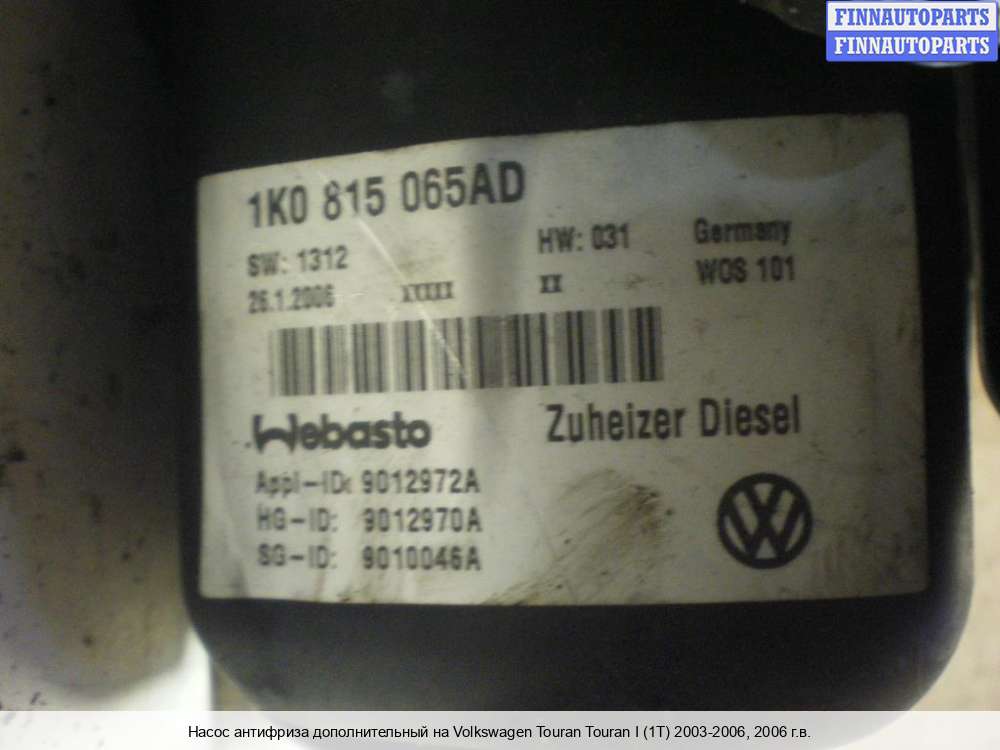 FINNAUTOPARTS
FINNAUTOPARTS
1K0 815 065AD
SW: 1312
HW: 031
Germany
26.1.2006
XXXXX
XX
WOS 101
Webasto
Zuheizer Diesel
Appl-ID: 9012972A
HG-ID: 9012970A
SG-ID: 9010046A
VW
Насос антифриза дополнительный на Volkswagen Touran Touran I (1T) 2003-2006, 2006 г.в.